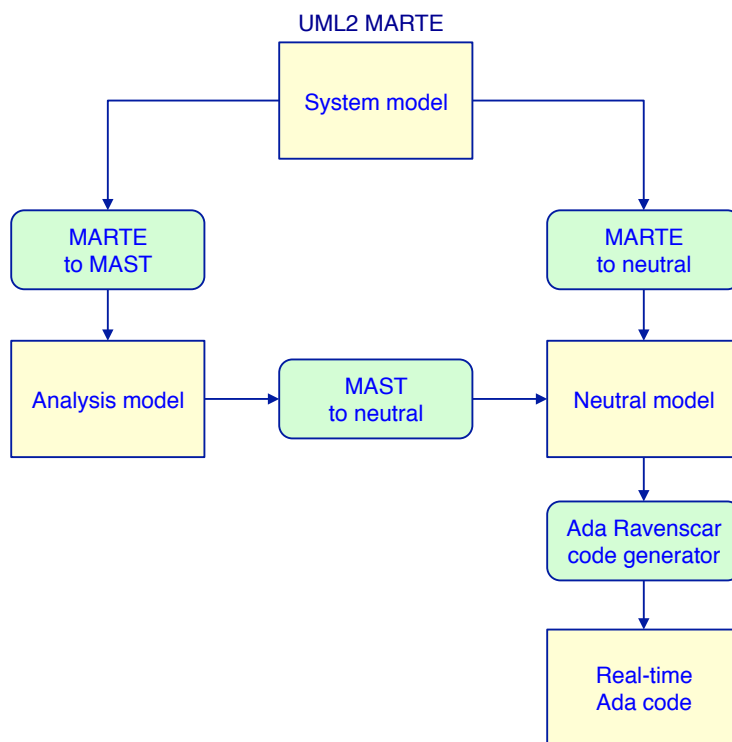 UML2 MARTE
System model
MARTE
to MAST
MARTE
to neutral
Analysis model
MAST
to neutral
Neutral model
Ada Ravenscar
code generator
Real-time
Ada code